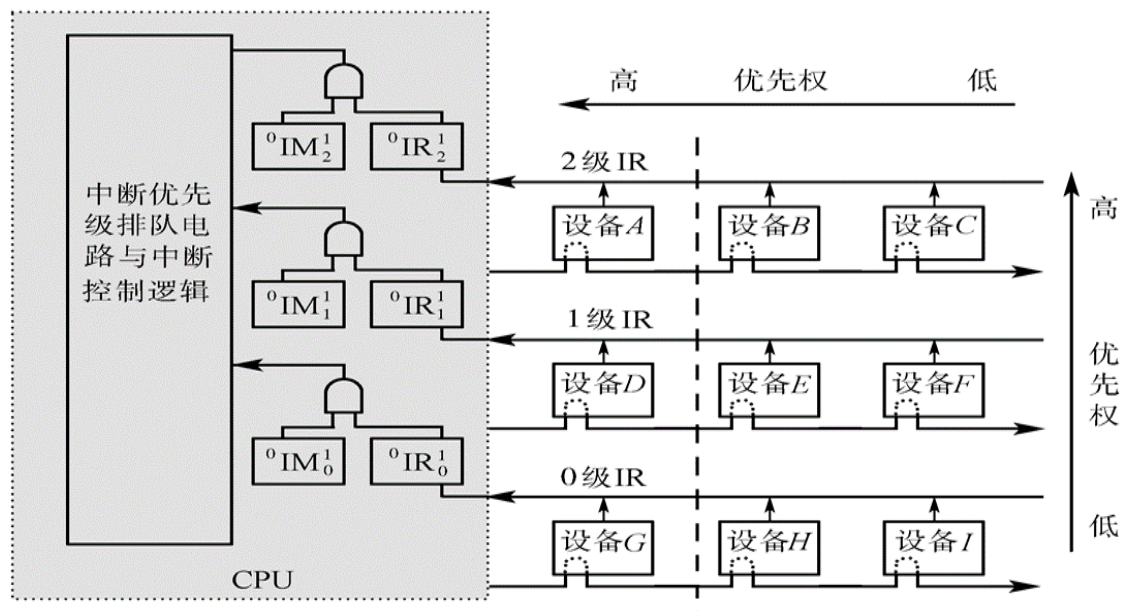 高 优先权 低
⁰IM¹₂ ⁰IR¹₂
2级IR
设备A 设备B 设备C
高
中断优先
级排队电
路与中断
控制逻辑
⁰IM¹₁ ⁰IR¹₁
1级IR
设备D 设备E 设备F
优
先
权
⁰IM¹₀ ⁰IR¹₀
0级IR
设备G 设备H 设备I
低
CPU